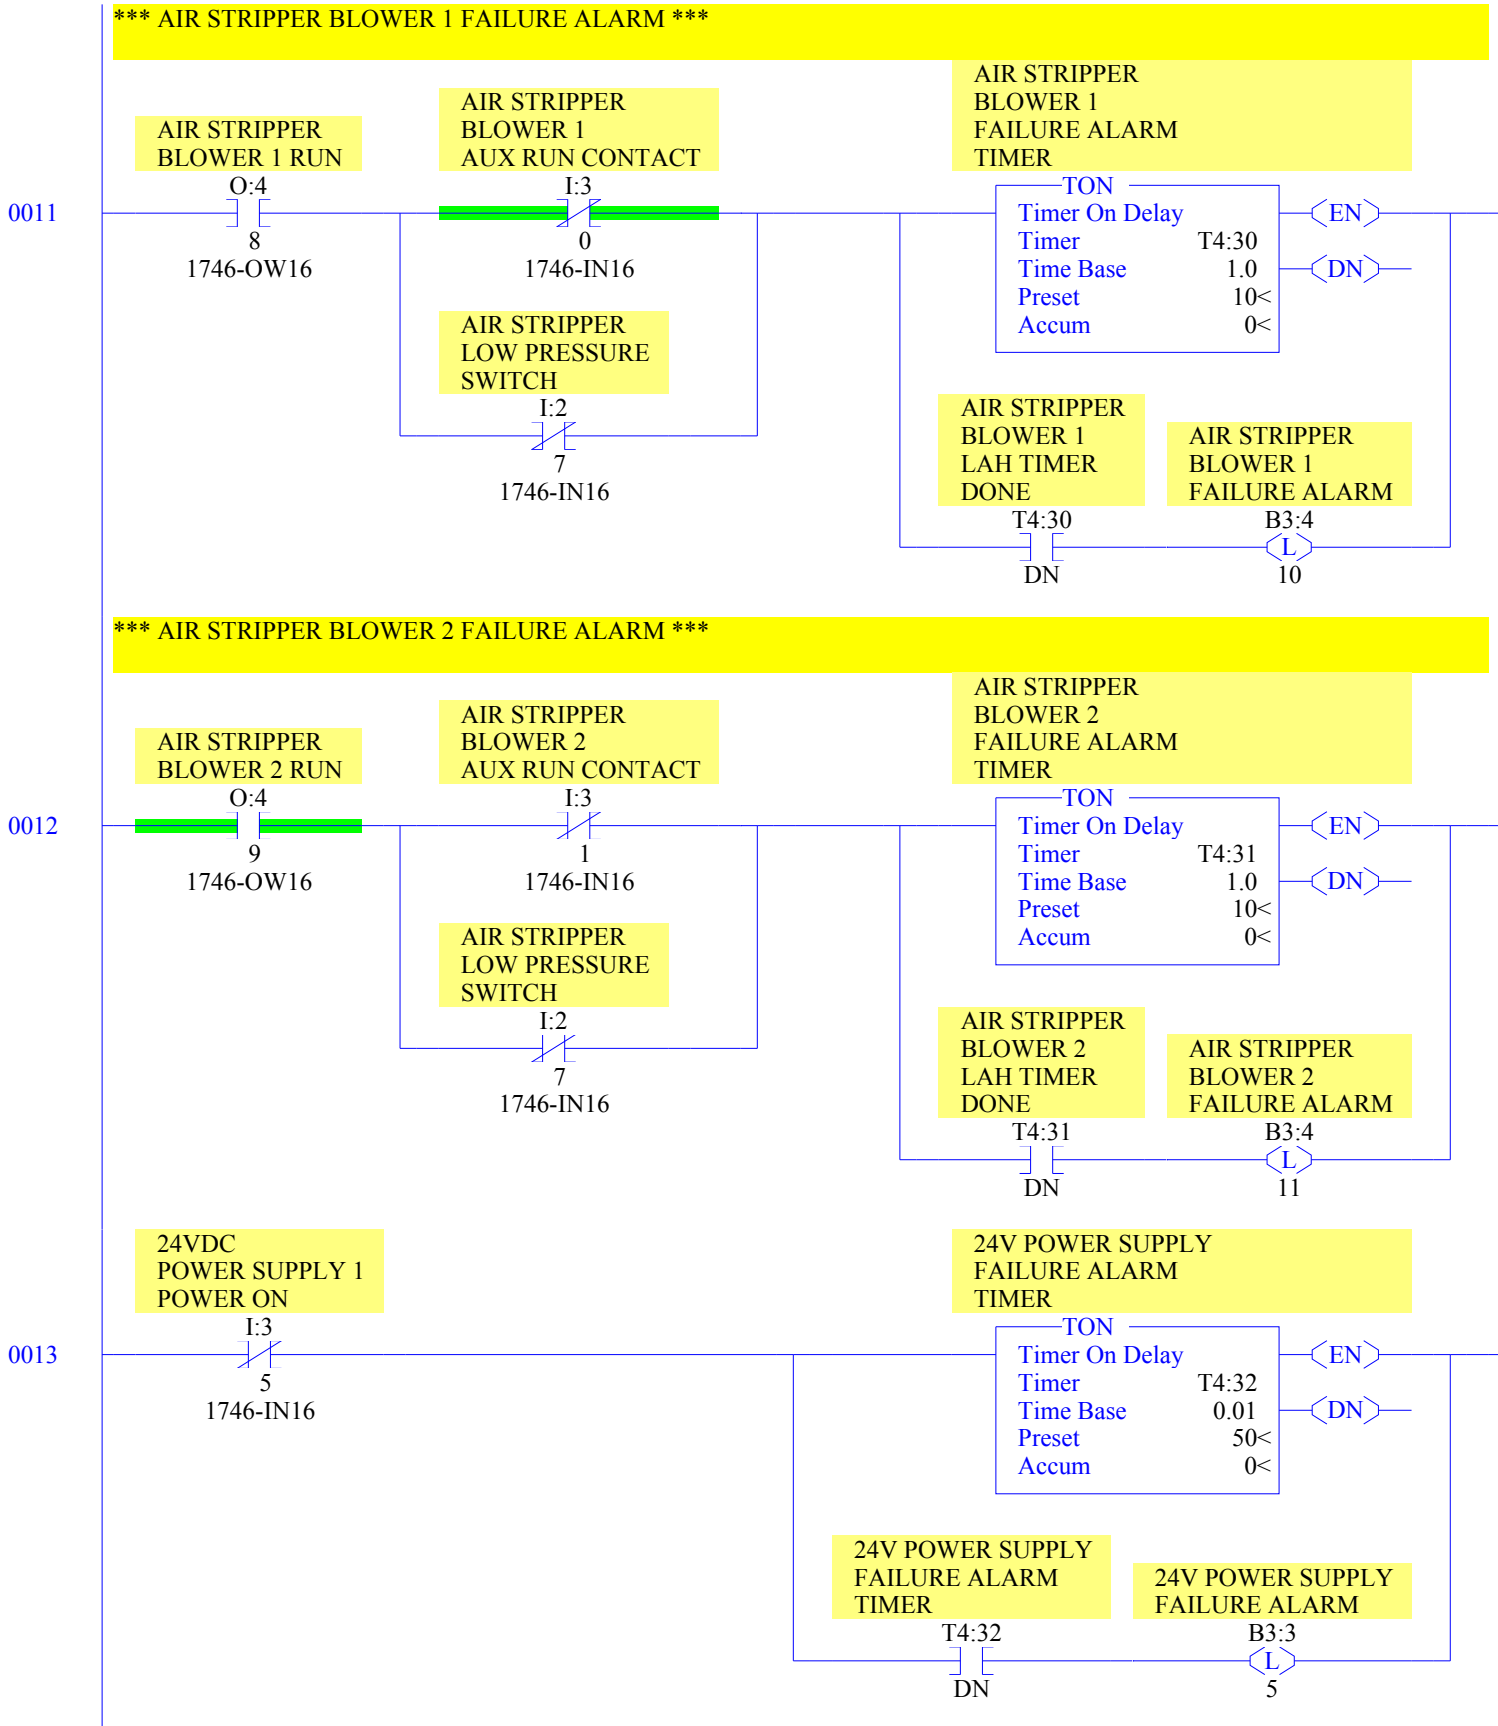 *** AIR STRIPPER BLOWER 1 FAILURE ALARM ***
0011
AIR STRIPPER
BLOWER 1 RUN
O:4
8
1746-OW16
AIR STRIPPER
BLOWER 1
AUX RUN CONTACT
I:3
0
1746-IN16
AIR STRIPPER
LOW PRESSURE
SWITCH
I:2
7
1746-IN16
AIR STRIPPER
BLOWER 1
FAILURE ALARM
TIMER
TON
Timer On Delay
Timer T4:30
Time Base 1.0
Preset 10<
Accum 0<
EN
DN
AIR STRIPPER
BLOWER 1
LAH TIMER
DONE
T4:30
DN
AIR STRIPPER
BLOWER 1
FAILURE ALARM
B3:4
L
10
*** AIR STRIPPER BLOWER 2 FAILURE ALARM ***
0012
AIR STRIPPER
BLOWER 2 RUN
O:4
9
1746-OW16
AIR STRIPPER
BLOWER 2
AUX RUN CONTACT
I:3
1
1746-IN16
AIR STRIPPER
LOW PRESSURE
SWITCH
I:2
7
1746-IN16
AIR STRIPPER
BLOWER 2
FAILURE ALARM
TIMER
TON
Timer On Delay
Timer T4:31
Time Base 1.0
Preset 10<
Accum 0<
EN
DN
AIR STRIPPER
BLOWER 2
LAH TIMER
DONE
T4:31
DN
AIR STRIPPER
BLOWER 2
FAILURE ALARM
B3:4
L
11
0013
24VDC
POWER SUPPLY 1
POWER ON
I:3
5
1746-IN16
24V POWER SUPPLY
FAILURE ALARM
TIMER
TON
Timer On Delay
Timer T4:32
Time Base 0.01
Preset 50<
Accum 0<
EN
DN
24V POWER SUPPLY
FAILURE ALARM
TIMER
T4:32
DN
24V POWER SUPPLY
FAILURE ALARM
B3:3
L
5